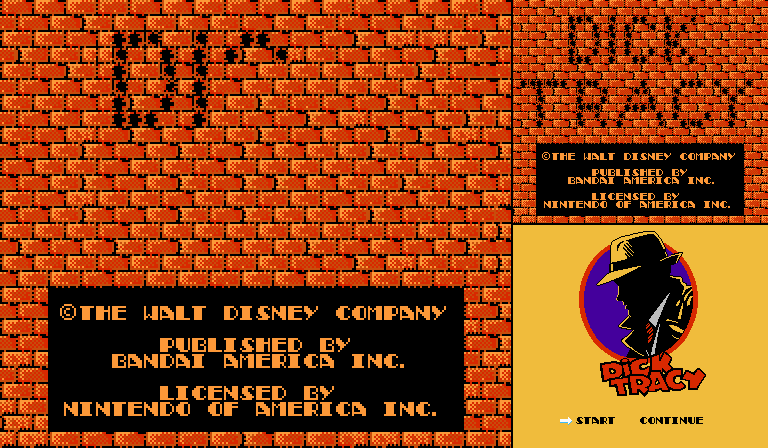 DIC
©THE WALT DISNEY COMPANY
PUBLISHED BY
BANDAI AMERICA INC.
LICENSED BY
NINTENDO OF AMERICA INC.
DICK
TRACY
©THE WALT DISNEY COMPANY
PUBLISHED BY
BANDAI AMERICA INC.
LICENSED BY
NINTENDO OF AMERICA INC.
DICK
TRACY
START CONTINUE